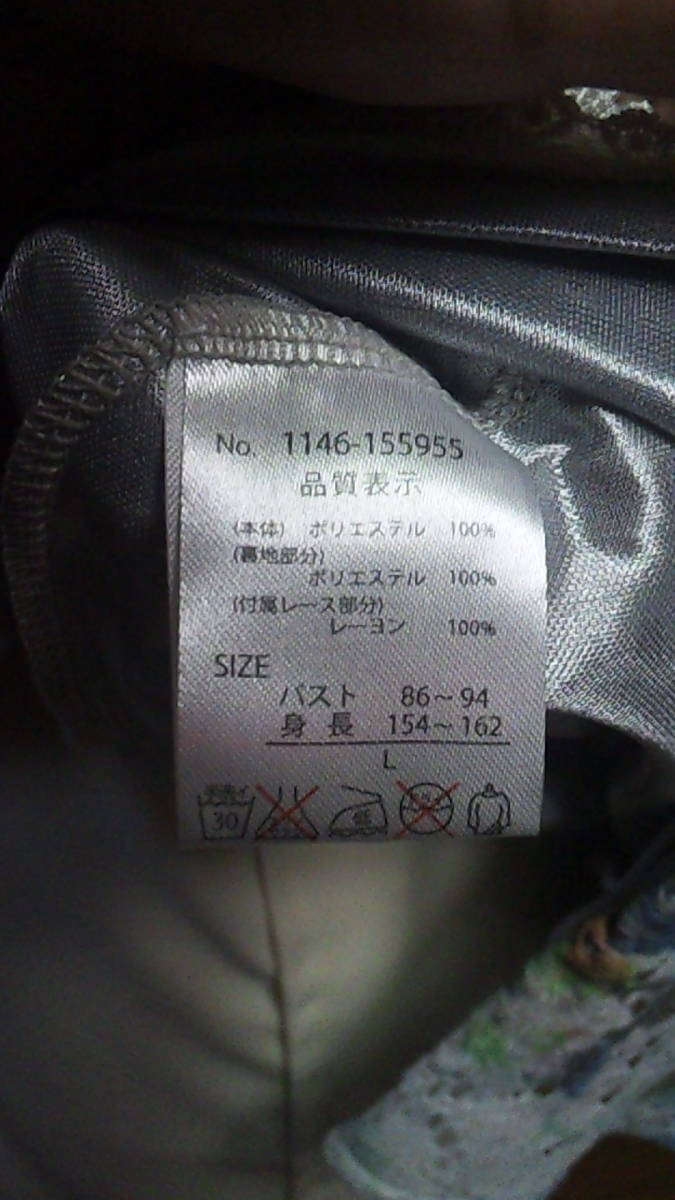 No. 1146-155955
品質表示
(本体) ポリエステル 100%
(裏地部分)
ポリエステル 100%
(付属レース部分)
レーヨン 100%
SIZE
バスト 86~94
身長 154~162
L
30 低